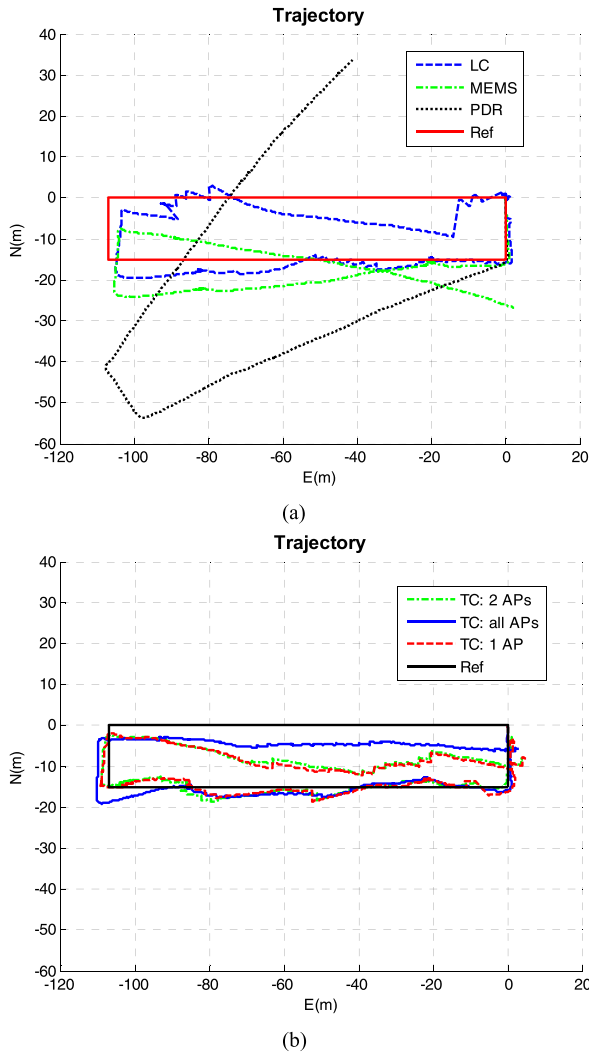 Trajectory
40
30
20
10
0
-10
-20
-30
-40
-50
-60
N(m)
LC
MEMS
PDR
Ref
-120 -100 -80 -60 -40 -20 0 20
E(m)
(a)
Trajectory
40
30
20
10
0
-10
-20
-30
-40
-50
-60
N(m)
TC: 2 APs
TC: all APs
TC: 1 AP
Ref
-120 -100 -80 -60 -40 -20 0 20
E(m)
(b)